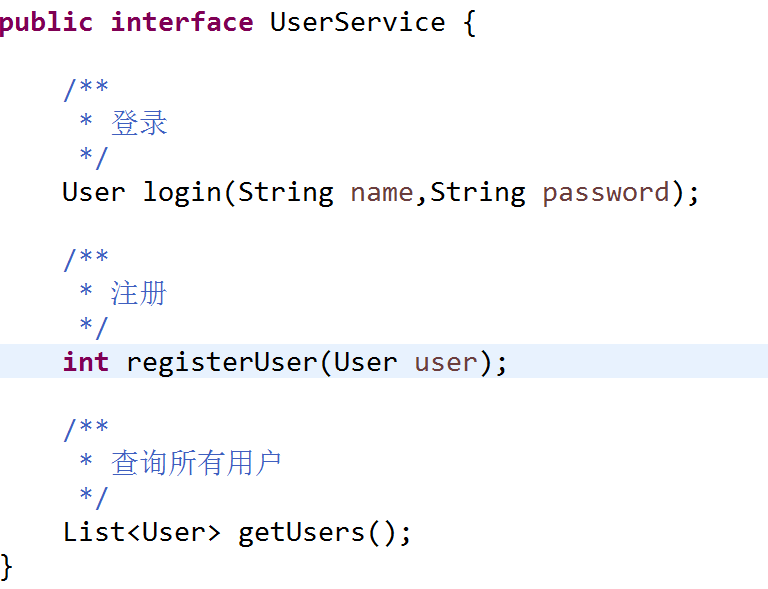 public interface UserService {
/**
* 登录
*/
User login(String name,String password);
/**
* 注册
*/
int registerUser(User user);
/**
* 查询所有用户
*/
List<User> getUsers();
}